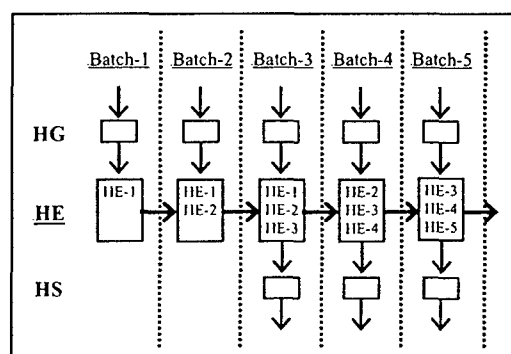 Batch-1 Batch-2 Batch-3 Batch-4 Batch-5
HG
HE
HE-1 HE-1 HE-1 HE-2 HE-3
HE-2 HE-2 HE-3 HE-4
HE-3 HE-4 HE-5
HS